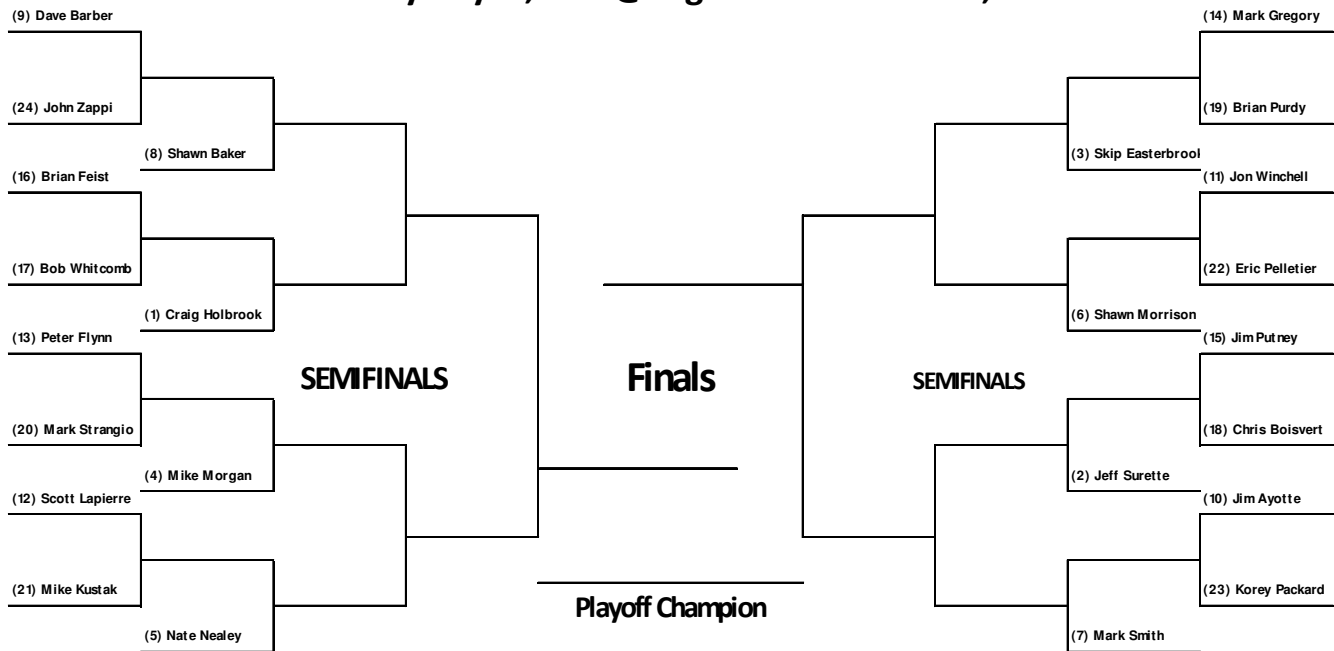 (9) Dave Barber
(14) Mark Gregory
(24) John Zappi
(19) Brian Purdy
(8) Shawn Baker
(3) Skip Easterbrook
(16) Brian Feist
(11) Jon Winchell
(17) Bob Whitcomb
(22) Eric Pelletier
(1) Craig Holbrook
(6) Shawn Morrison
(13) Peter Flynn
(15) Jim Putney
SEMIFINALS
Finals
SEMIFINALS
(20) Mark Strangio
(18) Chris Boisvert
(4) Mike Morgan
(2) Jeff Surette
(12) Scott Lapierre
(10) Jim Ayotte
(21) Mike Kustak
(23) Korey Packard
Playoff Champion
(5) Nate Nealey
(7) Mark Smith